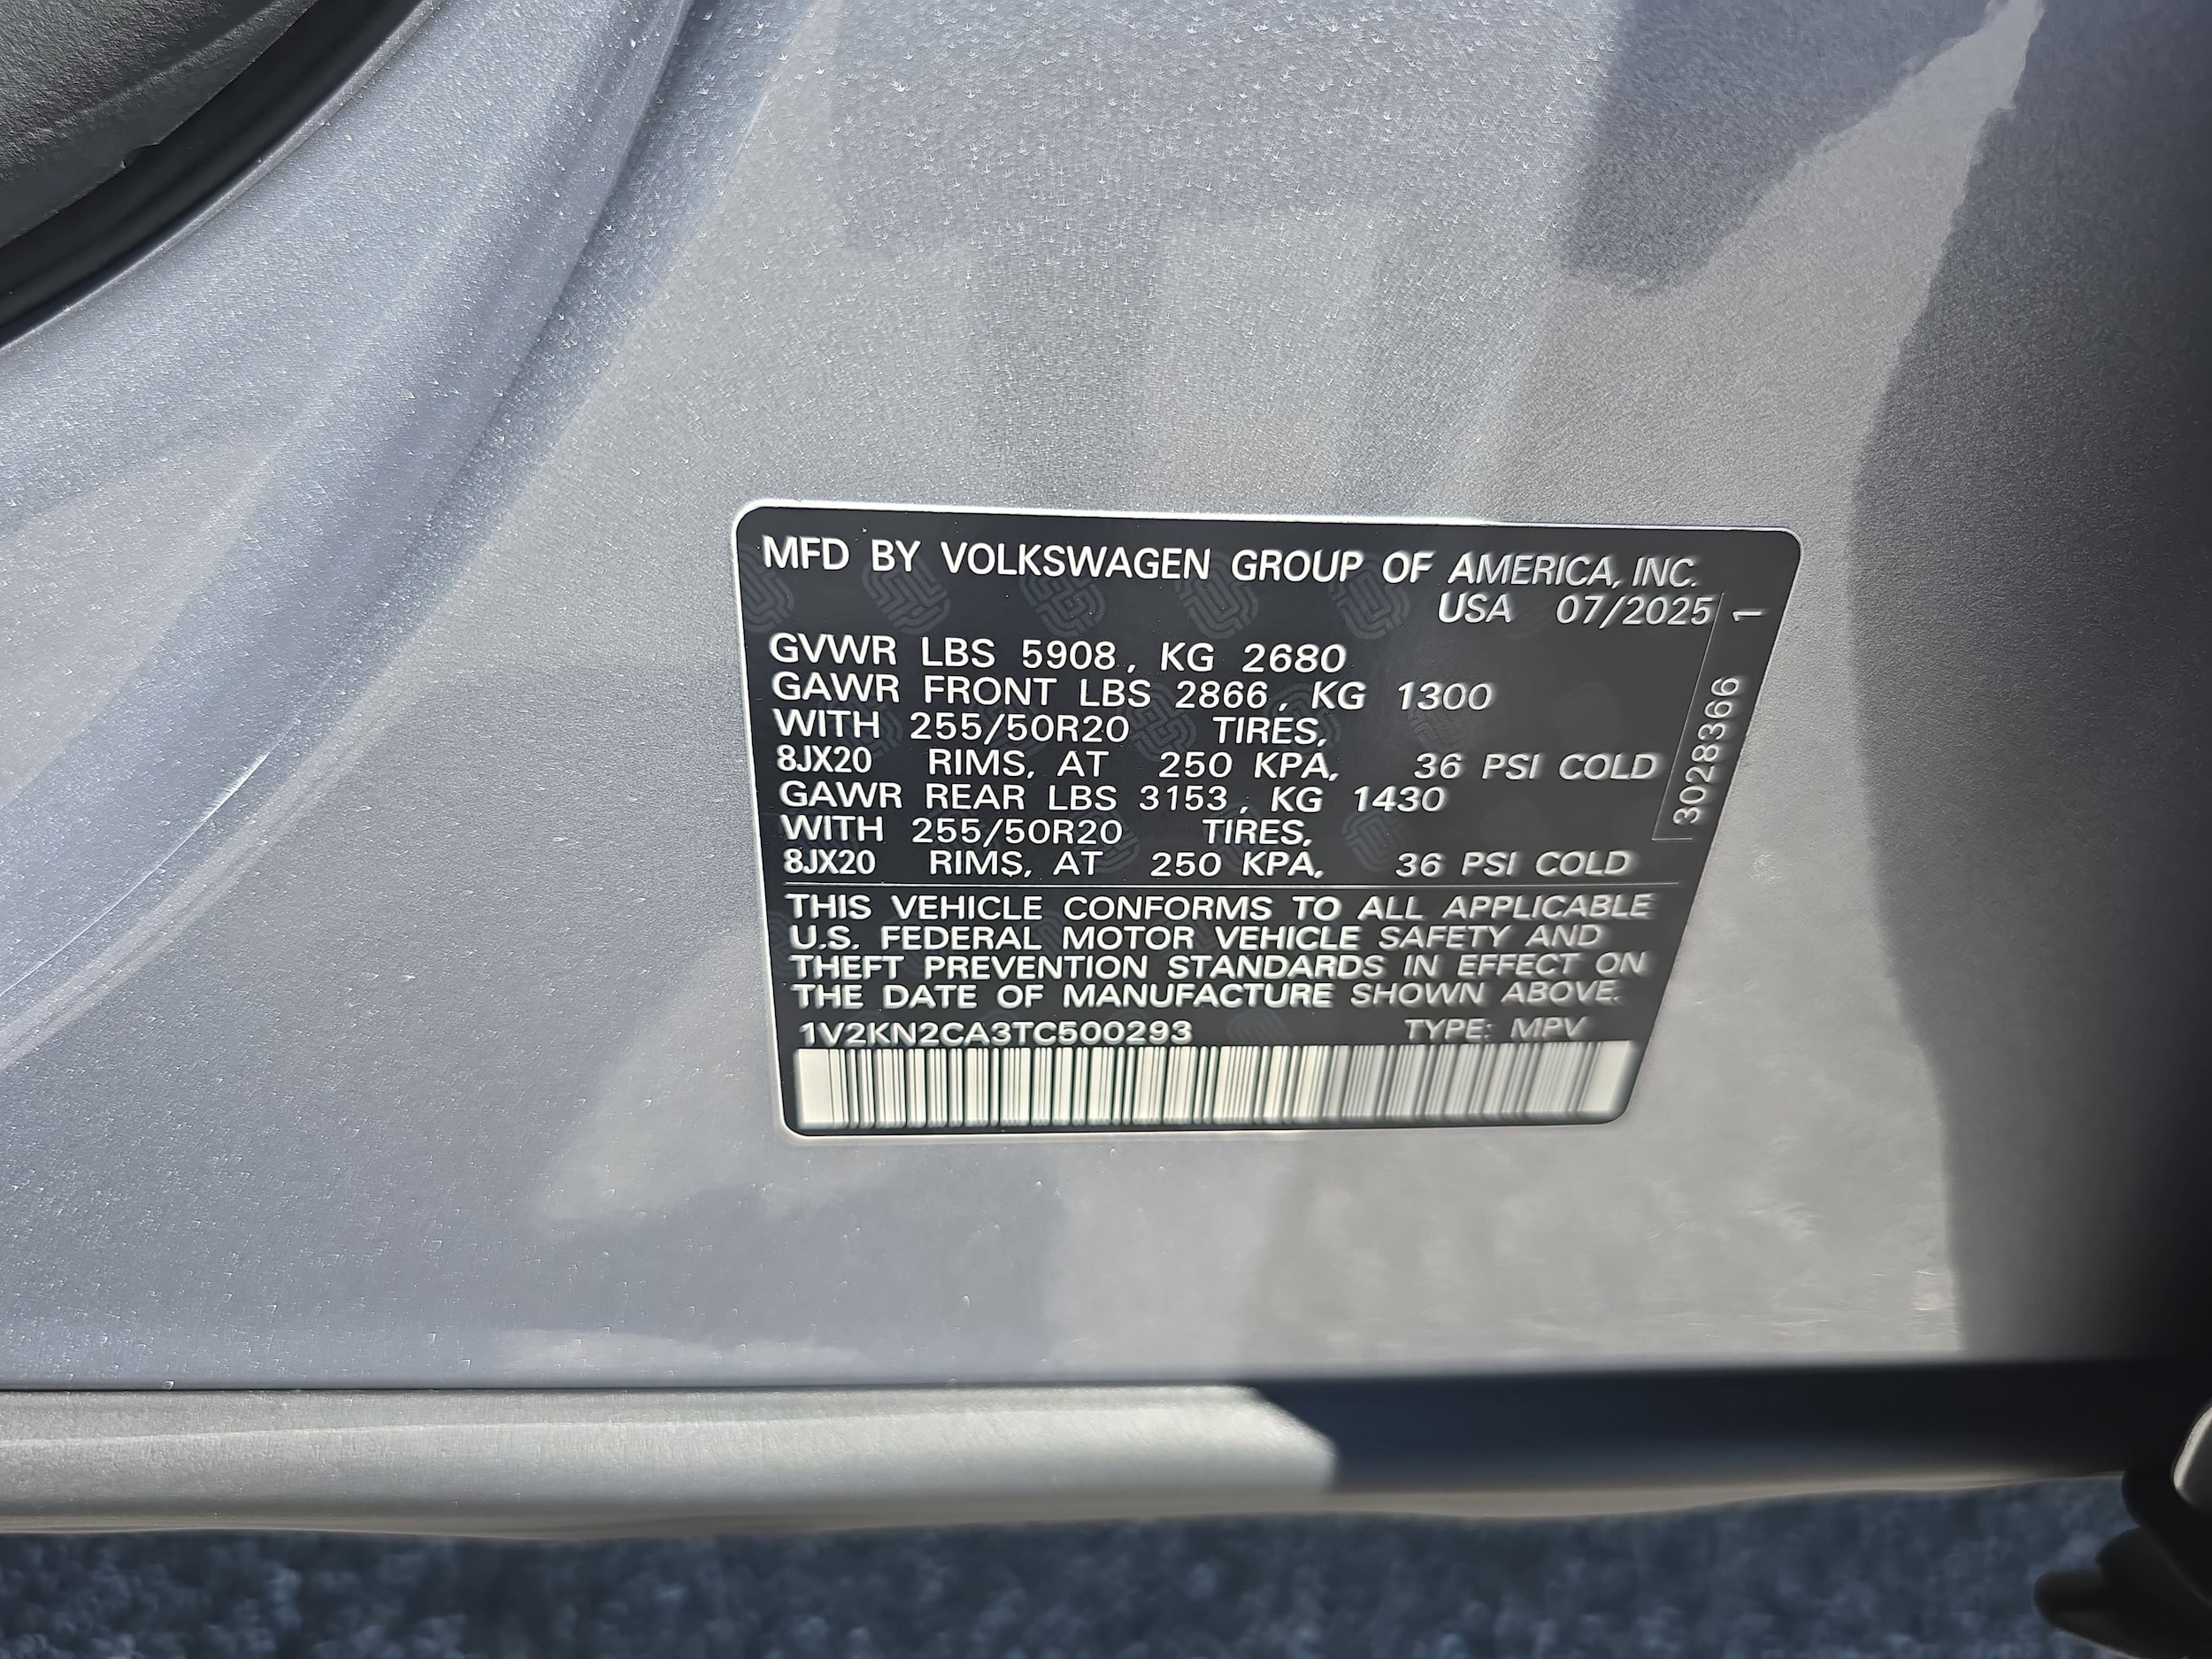 MFD BY VOLKSWAGEN GROUP OF AMERICA, INC.
USA 07/2025
GVWR LBS 5908, KG 2680
GAWR FRONT LBS 2866, KG 1300
WITH 255/50R20 TIRES,
8JX20 RIMS, AT 250 KPA, 36 PSI COLD
GAWR REAR LBS 3153, KG 1430
WITH 255/50R20 TIRES,
8JX20 RIMS, AT 250 KPA, 36 PSI COLD
THIS VEHICLE CONFORMS TO ALL APPLICABLE
U.S. FEDERAL MOTOR VEHICLE SAFETY AND
THEFT PREVENTION STANDARDS IN EFFECT ON
THE DATE OF MANUFACTURE SHOWN ABOVE.
1V2KN2CA3TC500293 TYPE: MPV
3028366 1